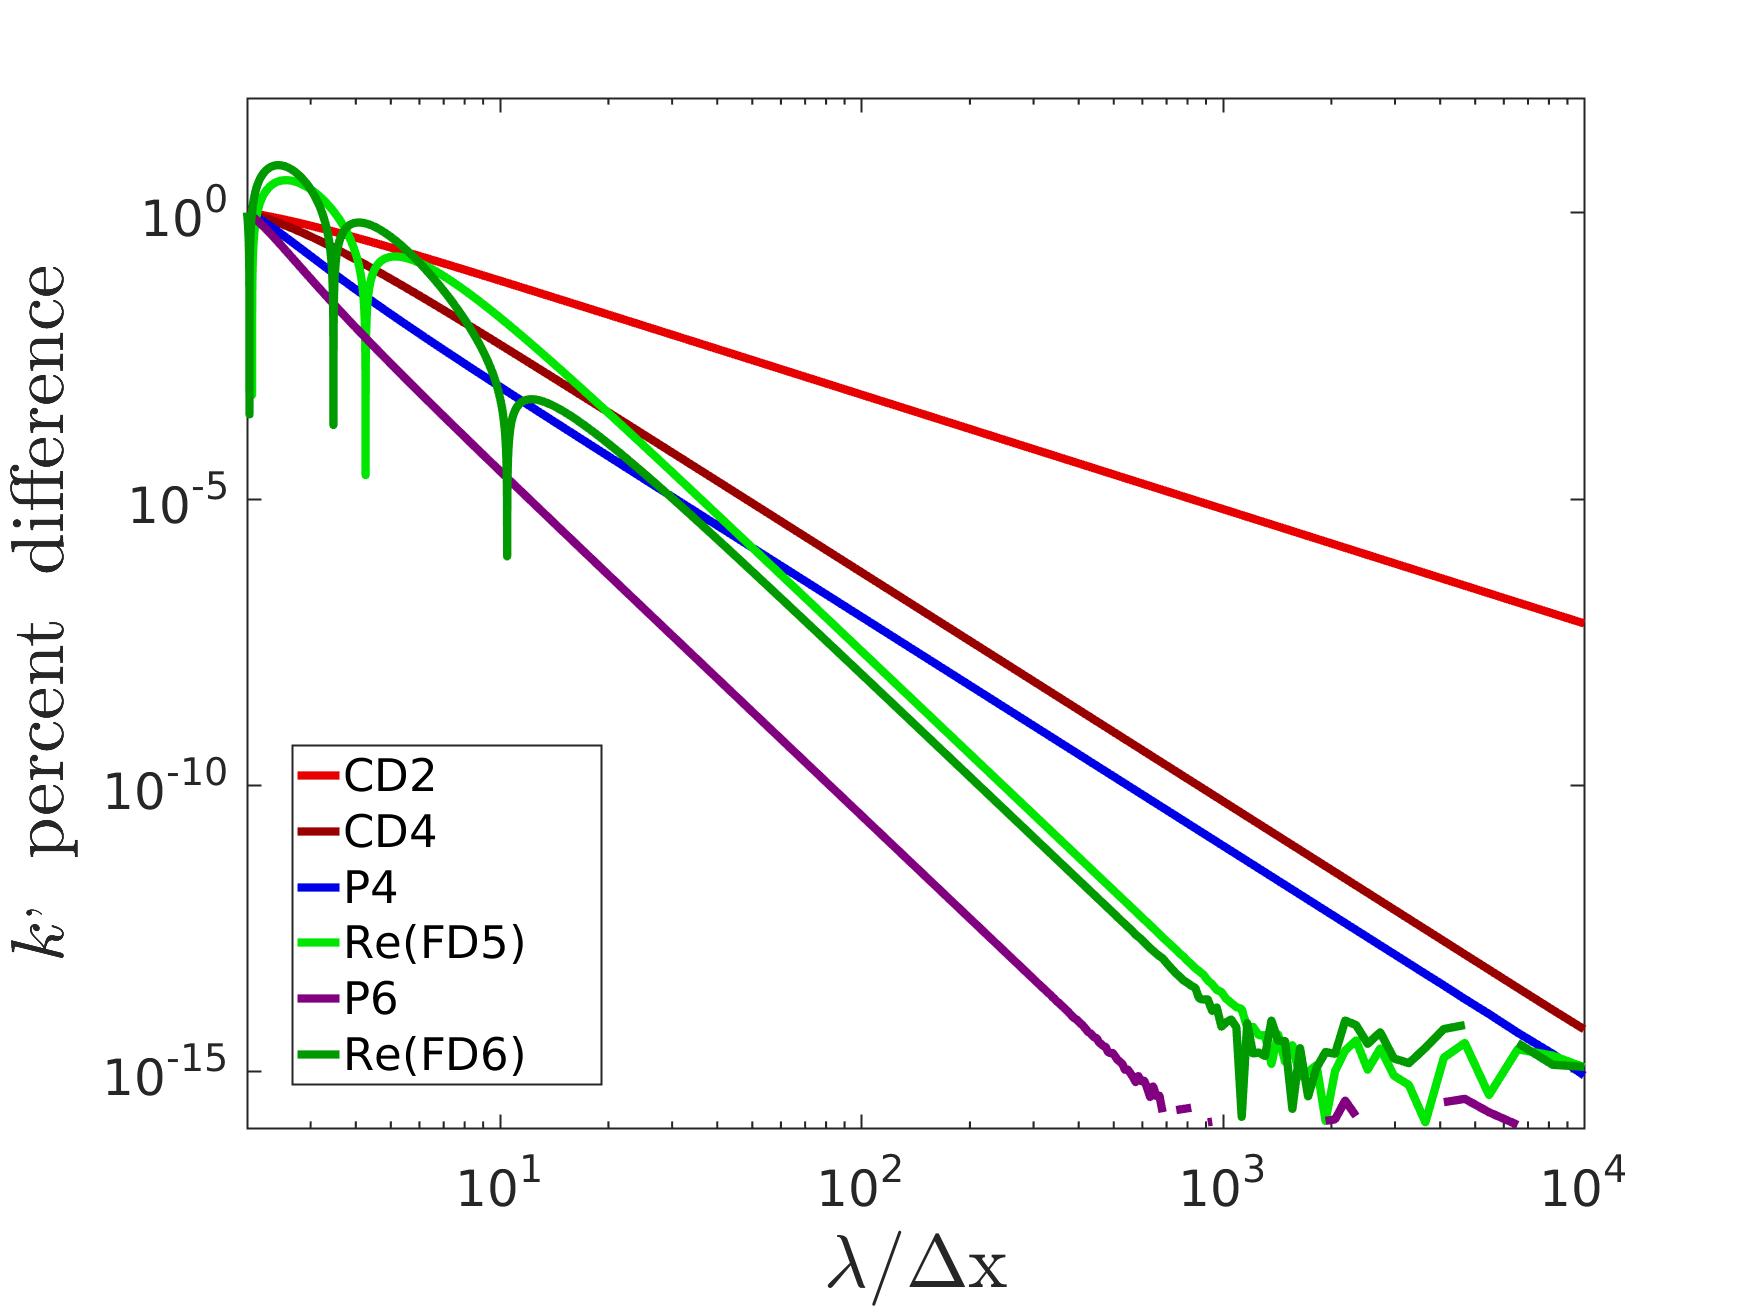 k’ percent difference
10^0
10^-5
10^-10
10^-15
CD2
CD4
P4
Re(FD5)
P6
Re(FD6)
10^1 10^2 10^3 10^4
λ/Δx